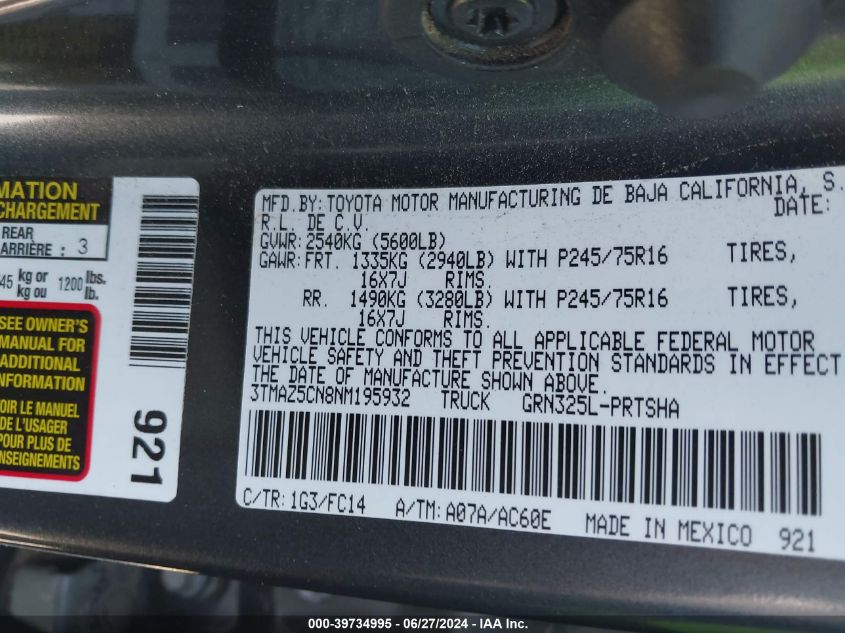 MATION
CHARGEMENT
REAR
ARRIÈRE : 3
45 kg or 1200 lbs.
kg ou lb.
SEE OWNER'S
MANUAL FOR
ADDITIONAL
INFORMATION
OIR LE MANUEL
DE L'USAGER
POUR PLUS DE
NSEIGNEMENTS
921
MFD.BY:TOYOTA MOTOR MANUFACTURING DE BAJA CALIFORNIA, S.
R.L. DE C.V. DATE:
GVWR:2540KG (5600LB)
GAWR:FRT. 1335KG (2940LB) WITH P245/75R16 TIRES,
16X7J RIMS.
RR. 1490KG (3280LB) WITH P245/75R16 TIRES,
16X7J RIMS.
THIS VEHICLE CONFORMS TO ALL APPLICABLE FEDERAL MOTOR
VEHICLE SAFETY AND THEFT PREVENTION STANDARDS IN EFFECT
THE DATE OF MANUFACTURE SHOWN ABOVE.
3TMAZ5CN8NM195932 TRUCK GRN325L-PRTSHA
C/TR:1G3/FC14 A/TM:A07A/AC60E MADE IN MEXICO 921
000-39734995 - 06/27/2024 - IAA Inc.